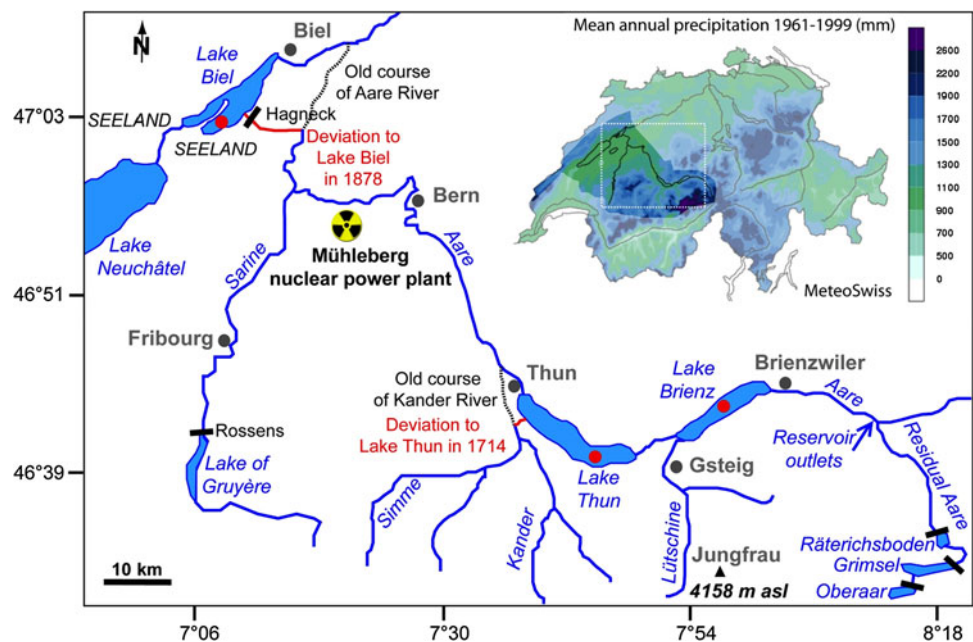 N
Biel
Lake
Biel
Old course
of Aare River
Hagneck
SEELAND
SEELAND
Deviation to
Lake Biel
in 1878
Bern
Lake
Neuchâtel
Mühleberg
nuclear power plant
Sarine
Aare
Fribourg
Rossens
Lake of
Gruyère
Old course
of Kander River
Deviation to
Lake Thun in 1714
Thun
Simme
Kander
Lake
Thun
Lake
Brienz
Brienzwiler
Aare
Reservoir
outlets
Residual Aare
Gsteig
Lütschine
Jungfrau
4158 m asl
Räterichsboden
Grimsel
Oberaar
10 km
47°03
46°51
46°39
7°06
7°30
7°54
8°18
Mean annual precipitation 1961-1999 (mm)
2600
2200
1900
1700
1500
1300
1100
900
700
500
0
MeteoSwiss